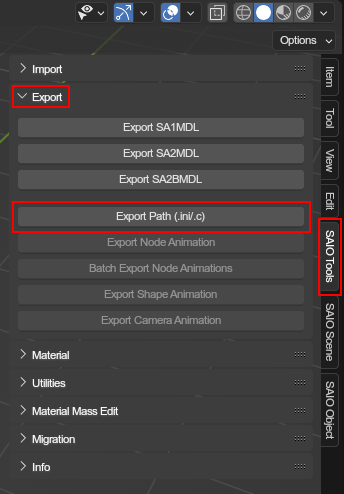 Options
Import
Export
Export SA1MDL
Export SA2MDL
Export SA2BMDL
Export Path (.ini/.c)
Export Node Animation
Batch Export Node Animations
Export Shape Animation
Export Camera Animation
Material
Utilities
Material Mass Edit
Migration
Info
Item
Tool
View
Edit
SAIO Tools
SAIO Scene
SAIO Object